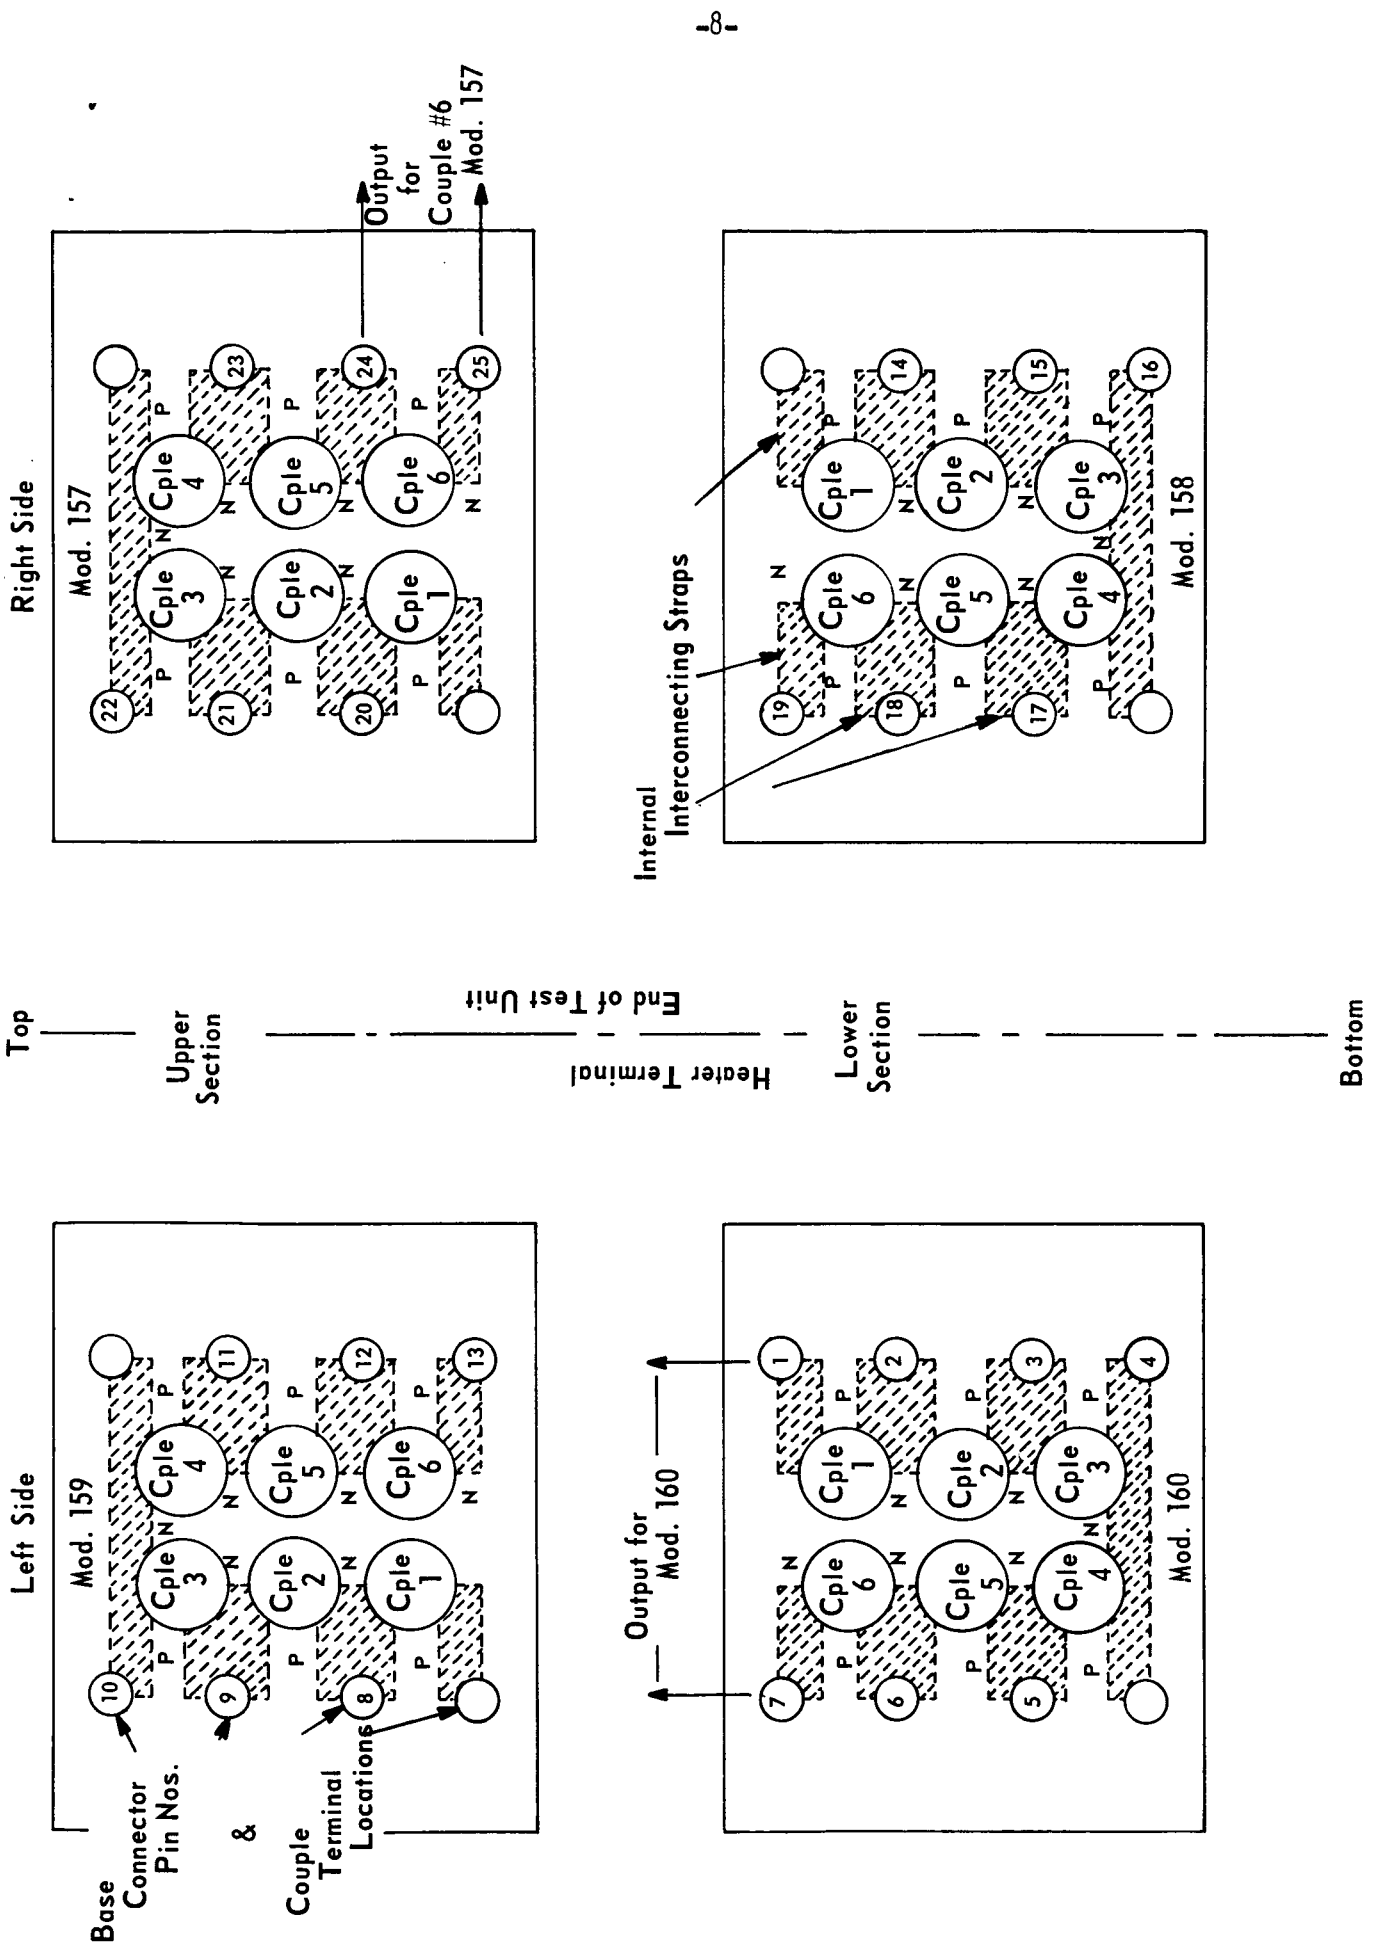 -8-
Top
Upper
Section
Heater Terminal
End of Test Unit
Lower
Section
Bottom
Left Side
Mod. 159
Base
Connector
Pin Nos.
&
Couple
Terminal
Locations
10
9
8
11
12
13
Cple
3
Cple
4
Cple
2
Cple
5
Cple
1
Cple
6
P
N
P
N
N
P
P
N
N
P
P
N
Right Side
Mod. 157
22
21
20
23
24
25
Cple
3
Cple
4
Cple
2
Cple
5
Cple
1
Cple
6
P
N
P
N
N
P
P
N
N
P
P
N
Output
for
Couple #6
Mod. 157
Output for
Mod. 160
7
1
6
2
5
3
4
Cple
6
Cple
1
Cple
5
Cple
2
Cple
4
Cple
3
N
P
P
N
N
P
P
N
N
P
N
P
Mod. 160
Internal
Interconnecting Straps
19
18
14
17
15
16
Cple
6
Cple
1
Cple
5
Cple
2
Cple
4
Cple
3
N
P
P
N
N
P
P
N
N
P
N
P
Mod. 158